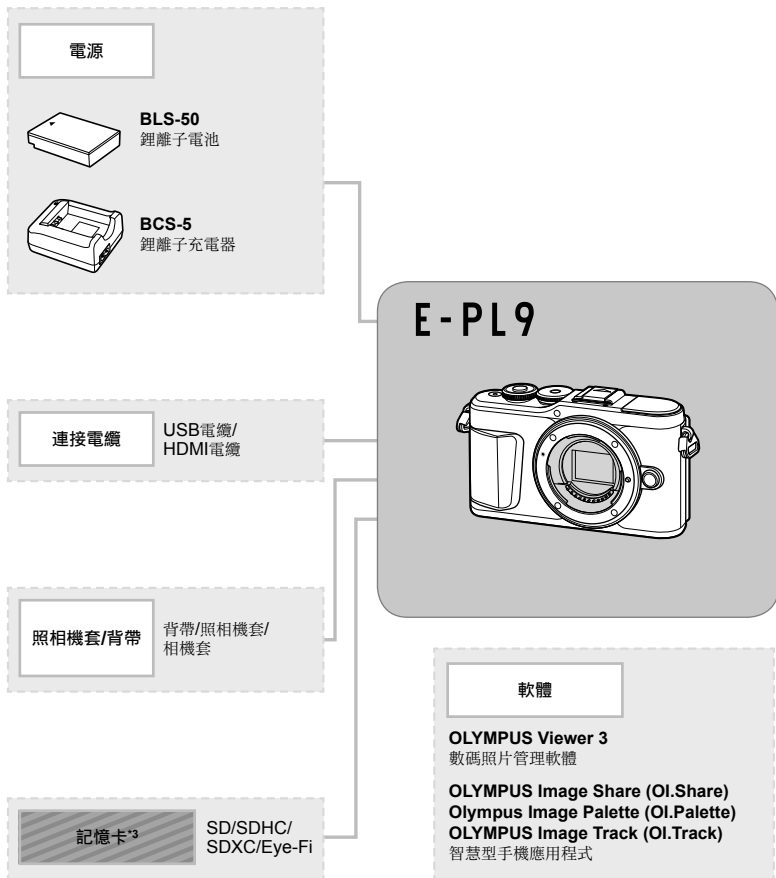 電源
BLS-50
鋰離子電池
BCS-5
鋰離子充電器
E-PL9
連接電纜
USB電纜/
HDMI電纜
照相機套/背帶
背帶/照相機套/
相機套
軟體
OLYMPUS Viewer 3
數碼照片管理軟體
OLYMPUS Image Share (OI.Share)
Olympus Image Palette (OI.Palette)
OLYMPUS Image Track (OI.Track)
智慧型手機應用程式
記憶卡*3
SD/SDHC/
SDXC/Eye-Fi